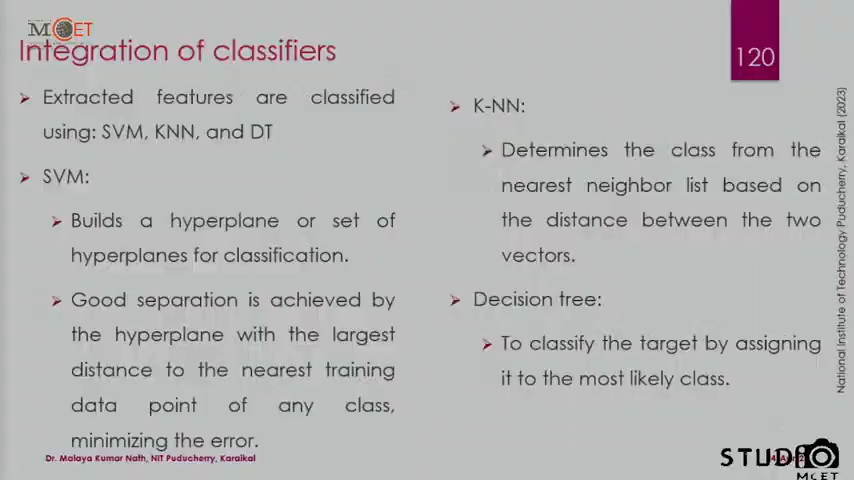 MCET
Integration of classifiers
120
➢ Extracted features are classified
using: SVM, KNN, and DT
➢ SVM:
➢ Builds a hyperplane or set of
hyperplanes for classification.
➢ Good separation is achieved by
the hyperplane with the largest
distance to the nearest training
data point of any class,
minimizing the error.
➢ K-NN:
➢ Determines the class from the
nearest neighbor list based on
the distance between the two
vectors.
➢ Decision tree:
➢ To classify the target by assigning
it to the most likely class.
National Institute of Technology Puducherry, Karaikal (2023)
Dr. Malaya Kumar Nath, NIT Puducherry, Karaikal
STUDIO
MCET